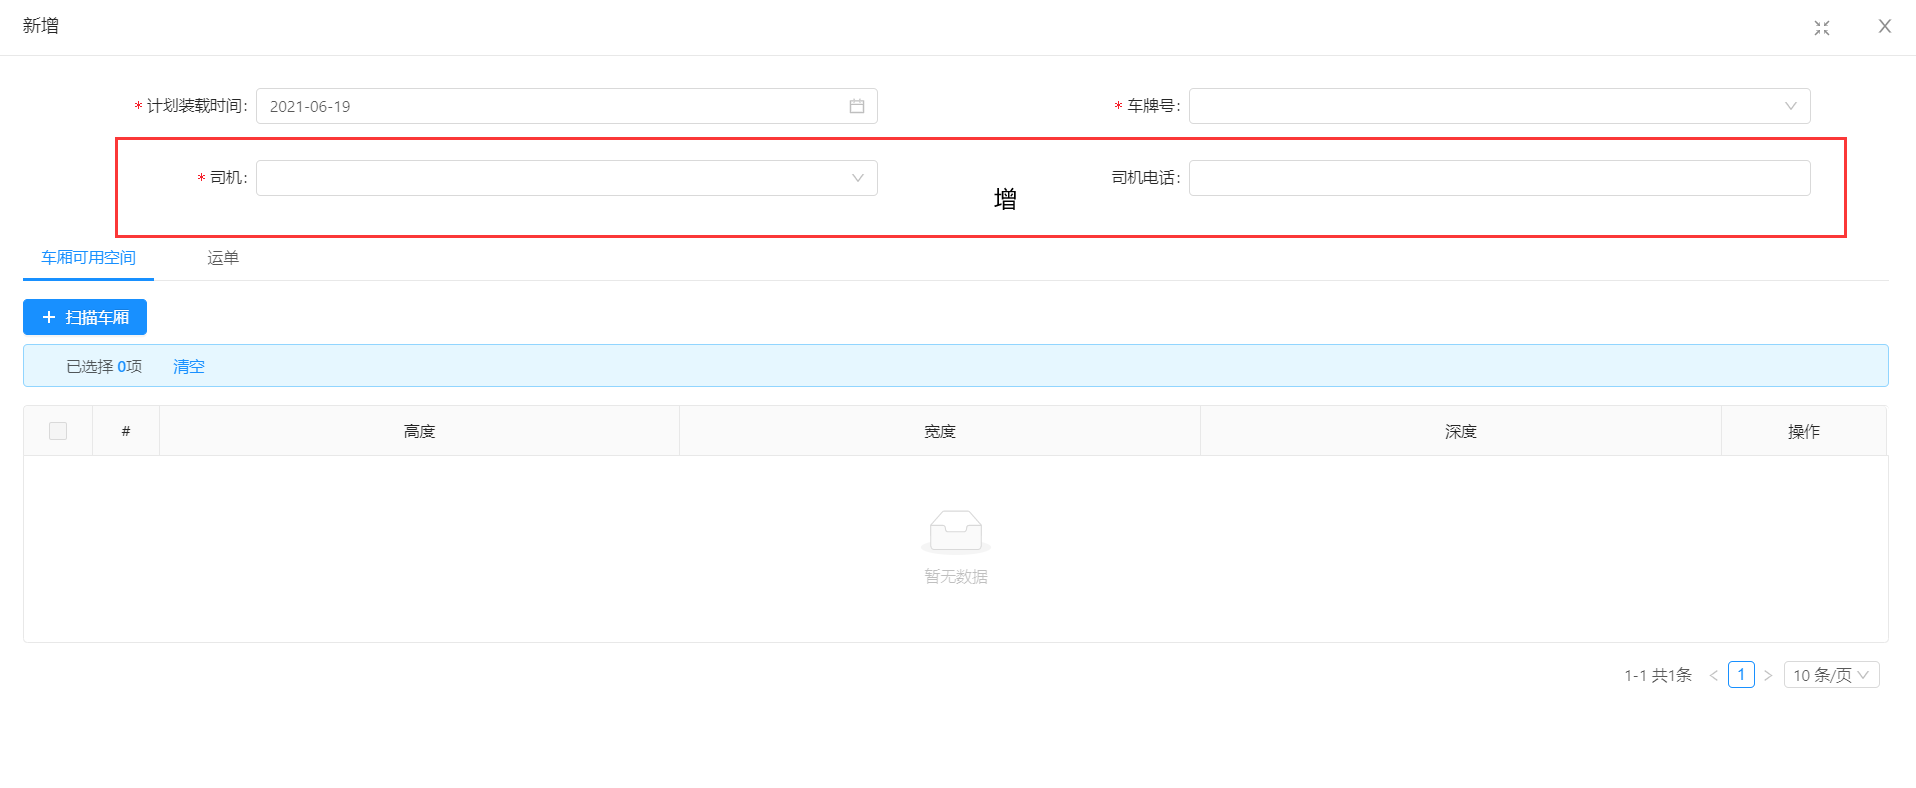 新增
* 计划装载时间: 2021-06-19 * 车牌号:
* 司机: 司机电话:
增
车厢可用空间 运单
+ 扫描车厢
已选择 0项 清空
# 高度 宽度 深度 操作
暂无数据
1-1 共1条 < 1 > 10 条/页